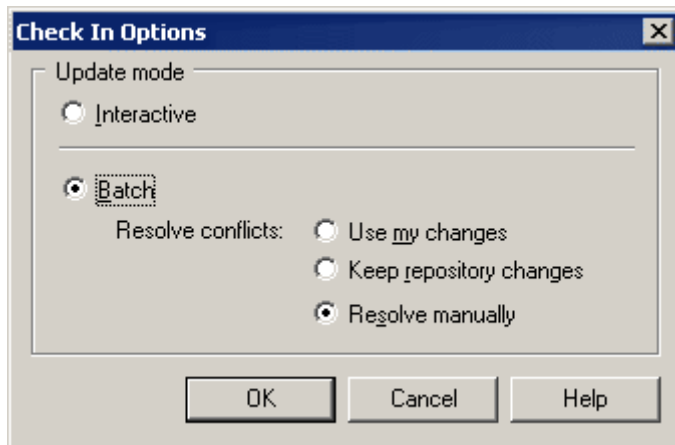 Check In Options
Update mode
Interactive
Batch
Resolve conflicts: Use my changes
Keep repository changes
Resolve manually
OK Cancel Help